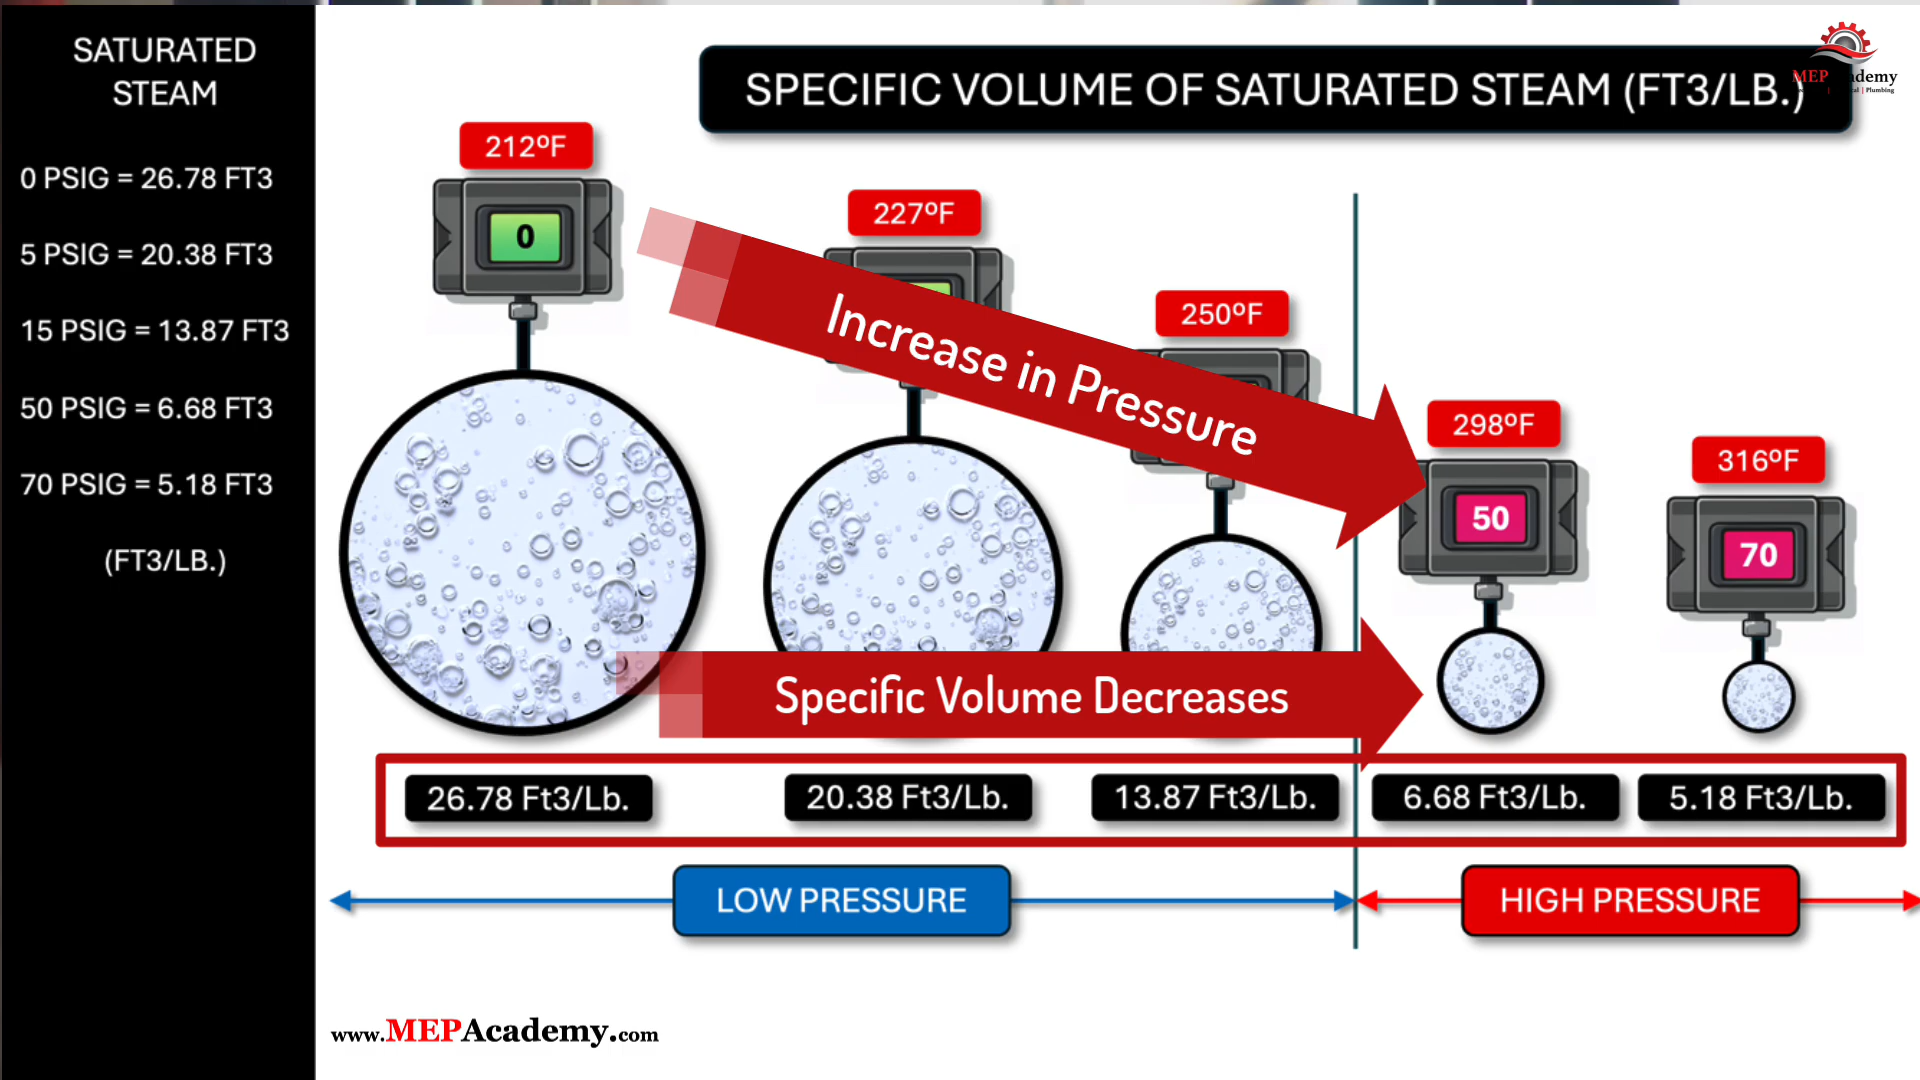 SATURATED
STEAM
0 PSIG = 26.78 FT3
5 PSIG = 20.38 FT3
15 PSIG = 13.87 FT3
50 PSIG = 6.68 FT3
70 PSIG = 5.18 FT3
(FT3/LB.)
SPECIFIC VOLUME OF SATURATED STEAM (FT3/LB.)
MEP demy
| | Plumbing
212ºF
0
227ºF
250ºF
298ºF
50
316ºF
70
Increase in Pressure
Specific Volume Decreases
26.78 Ft3/Lb.
20.38 Ft3/Lb.
13.87 Ft3/Lb.
6.68 Ft3/Lb.
5.18 Ft3/Lb.
LOW PRESSURE
HIGH PRESSURE
www.MEPAcademy.com